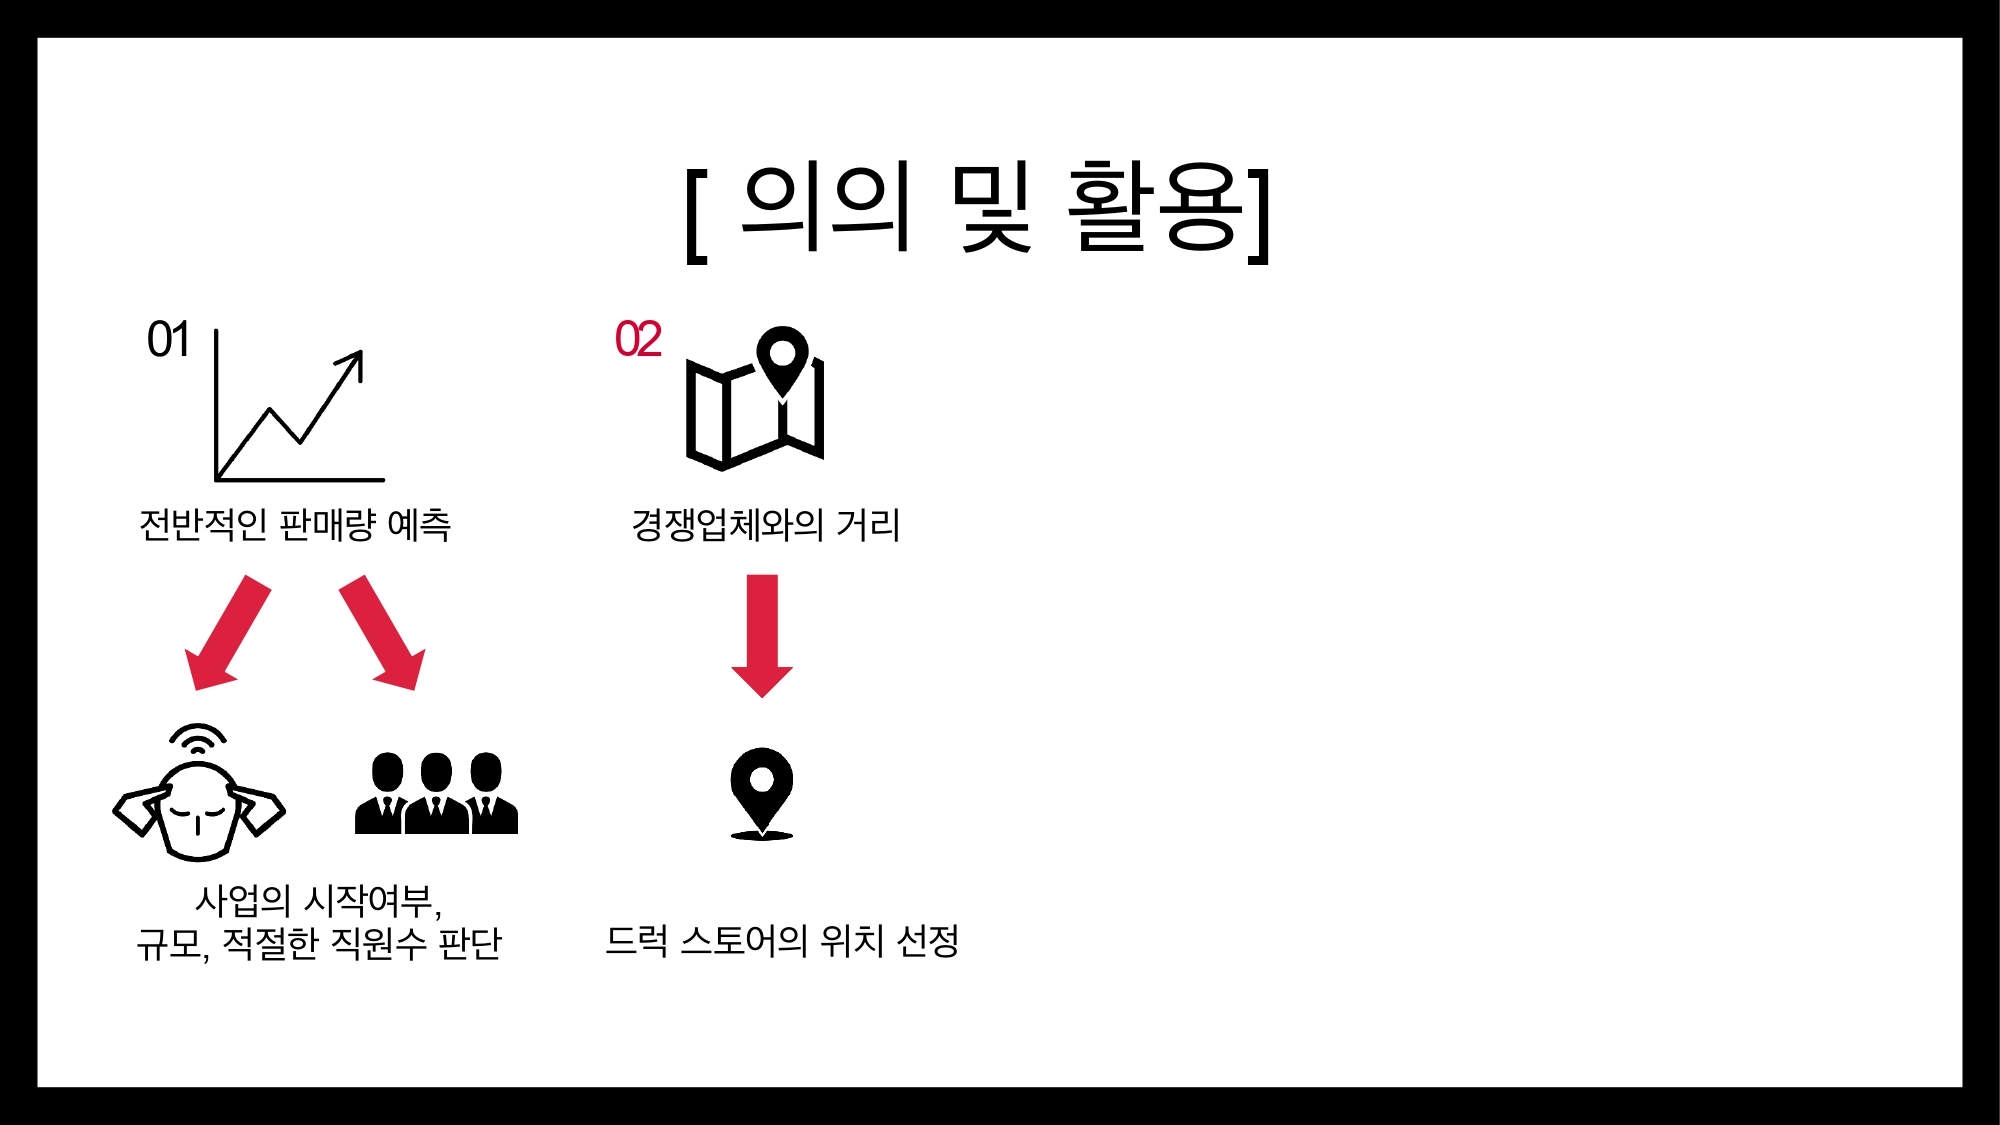 [ 의의 및 활용]
01
전반적인 판매량 예측
사업의 시작여부,
규모, 적절한 직원수 판단
02
경쟁업체와의 거리
드럭 스토어의 위치 선정